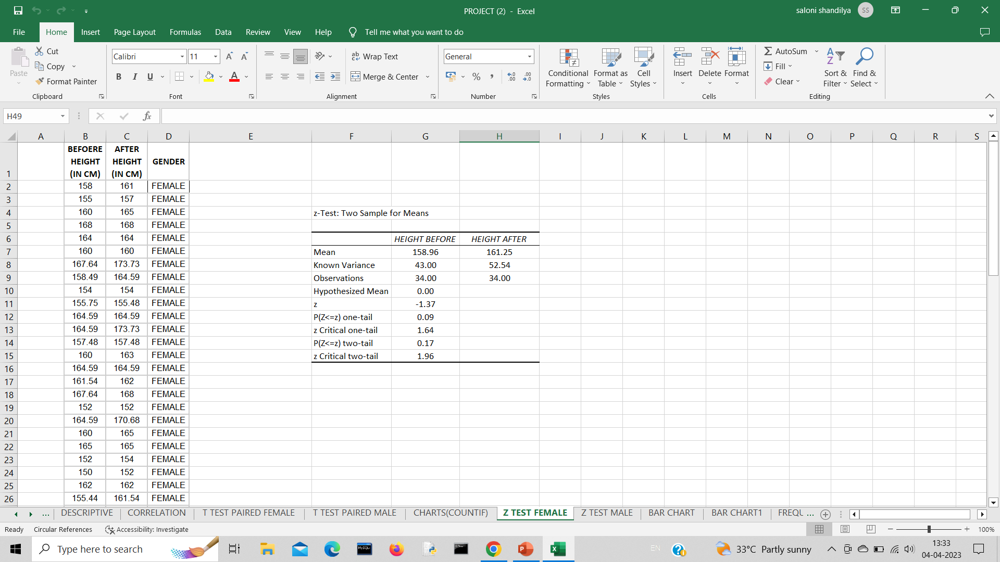 PROJECT (2) - Excel
saloni shandilya SS
File Home Insert Page Layout Formulas Data Review View Help Tell me what you want to do
Paste
Cut
Copy
Format Painter
Clipboard
Calibri 11
B I U
Font
Wrap Text
Merge & Center
Alignment
General
Number
Conditional Formatting
Format as Table
Cell Styles
Styles
Insert Delete Format
Cells
AutoSum
Fill
Clear
Sort & Filter
Find & Select
Editing
H49 fx
A B C D E F G H I J K L M N O P Q R S
1 BEFOERE HEIGHT (IN CM) AFTER HEIGHT (IN CM) GENDER
2 158 161 FEMALE
3 155 157 FEMALE
4 160 165 FEMALE z-Test: Two Sample for Means
5 168 168 FEMALE
6 164 164 FEMALE HEIGHT BEFORE HEIGHT AFTER
7 160 160 FEMALE Mean 158.96 161.25
8 167.64 173.73 FEMALE Known Variance 43.00 52.54
9 158.49 164.59 FEMALE Observations 34.00 34.00
10 154 154 FEMALE Hypothesized Mean 0.00
11 155.75 155.48 FEMALE z -1.37
12 164.59 164.59 FEMALE P(Z<=z) one-tail 0.09
13 164.59 173.73 FEMALE z Critical one-tail 1.64
14 157.48 157.48 FEMALE P(Z<=z) two-tail 0.17
15 160 163 FEMALE z Critical two-tail 1.96
16 164.59 164.59 FEMALE
17 161.54 162 FEMALE
18 167.64 168 FEMALE
19 152 152 FEMALE
20 164.59 170.68 FEMALE
21 160 165 FEMALE
22 165 165 FEMALE
23 152 154 FEMALE
24 150 152 FEMALE
25 162 162 FEMALE
26 155.44 161.54 FEMALE
... DESCRIPTIVE CORRELATION T TEST PAIRED FEMALE T TEST PAIRED MALE CHARTS(COUNTIF) Z TEST FEMALE Z TEST MALE BAR CHART BAR CHART1 FREQU ...
Ready Circular References Accessibility: Investigate 100%
Type here to search
MySQL
EN
33°C Partly sunny
13:33
04-04-2023